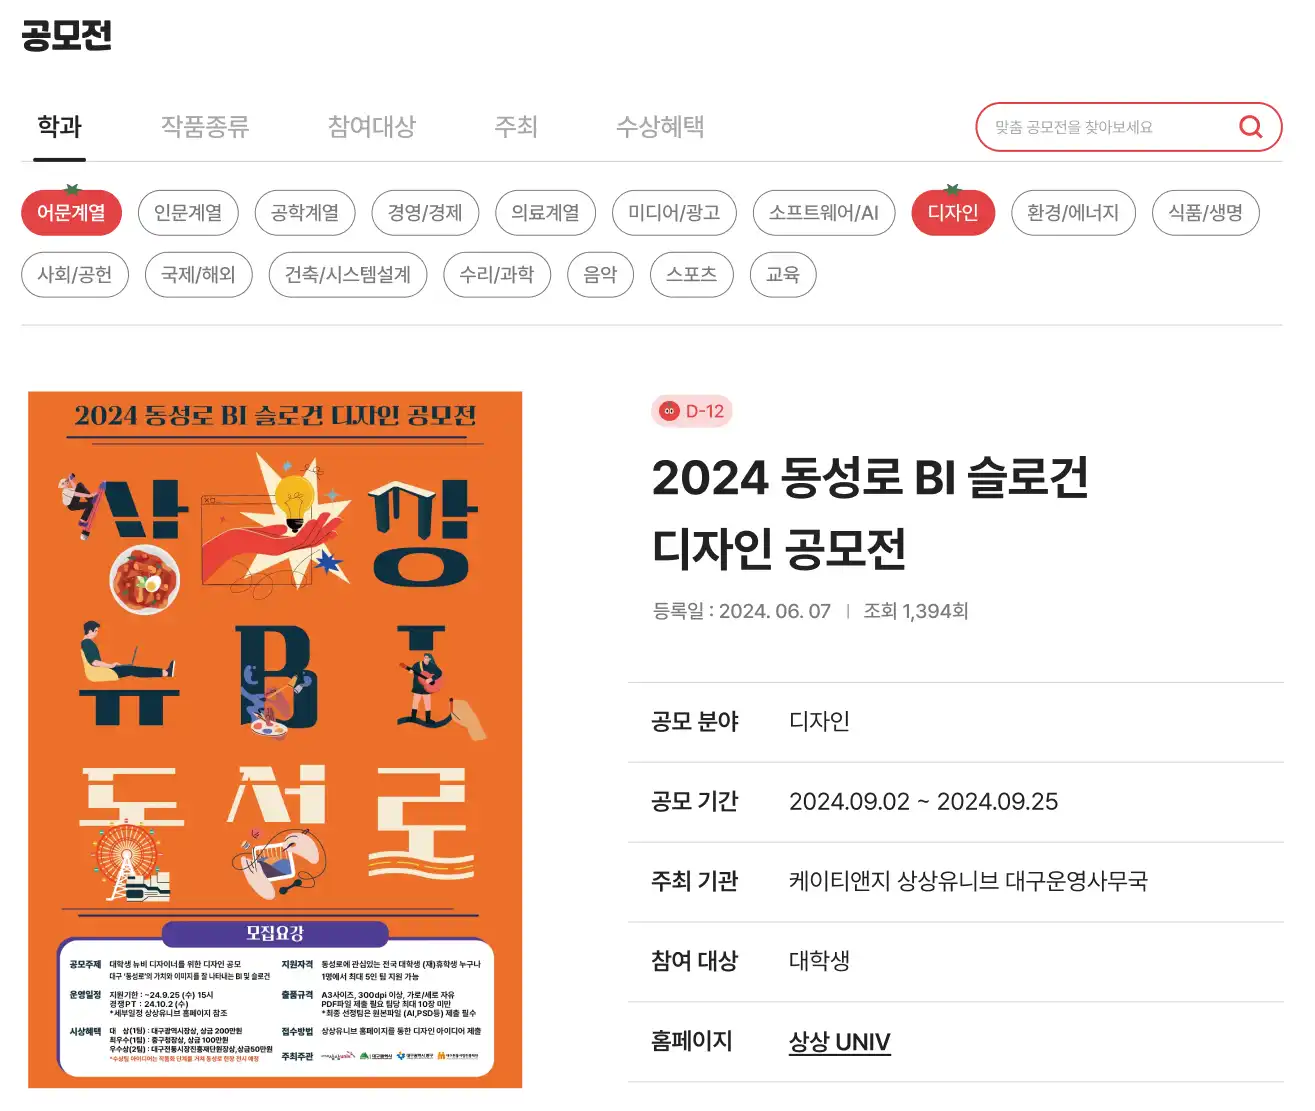 공모전
학과 작품종류 참여대상 주최 수상혜택 맞춤 공모전을 찾아보세요
어문계열 인문계열 공학계열 경영/경제 의료계열 미디어/광고 소프트웨어/AI 디자인 환경/에너지 식품/생명
사회/공헌 국제/해외 건축/시스템설계 수리/과학 음악 스포츠 교육
2024 동성로 BI 슬로건 디자인 공모전
상 깡
뉴 B I
동 성 로
모집요강
공모주제 대학생 뉴비 디자이너를 위한 디자인 공모
대구 '동성로'의 가치와 이미지를 잘 나타내는 BI 및 슬로건
운영일정 지원기한 : ~24.9.25 (수) 15시
경쟁PT : 24.10.2 (수)
*세부일정 상상유니브 홈페이지 참조
시상혜택 대 상(1팀) : 대구광역시장상, 상금 200만원
최우수(1팀) : 중구청장상, 상금 100만원
우수상(2팀) : 대구전통시장진흥재단원장상,상금50만원
*수상팀 아이디어는 작품화 단계를 거쳐 동성로 현장 전시 예정
지원자격 동성로에 관심있는 전국 대학생 (재)휴학생 누구나
1명에서 최대 5인 팀 지원 가능
출품규격 A3사이즈, 300dpi 이상, 가로/세로 자유
PDF파일 제출 필요 팀당 최대 10장 미만
*최종 선정팀은 원본파일 (AI,PSD등) 제출 필수
접수방법 상상유니브 홈페이지를 통한 디자인 아이디어 제출
주최주관 상상univ 대구광역시 대구광역시 중구
D-12
2024 동성로 BI 슬로건
디자인 공모전
등록일 : 2024. 06. 07 | 조회 1,394회
공모 분야 디자인
공모 기간 2024.09.02 ~ 2024.09.25
주최 기관 케이티앤지 상상유니브 대구운영사무국
참여 대상 대학생
홈페이지 상상 UNIV